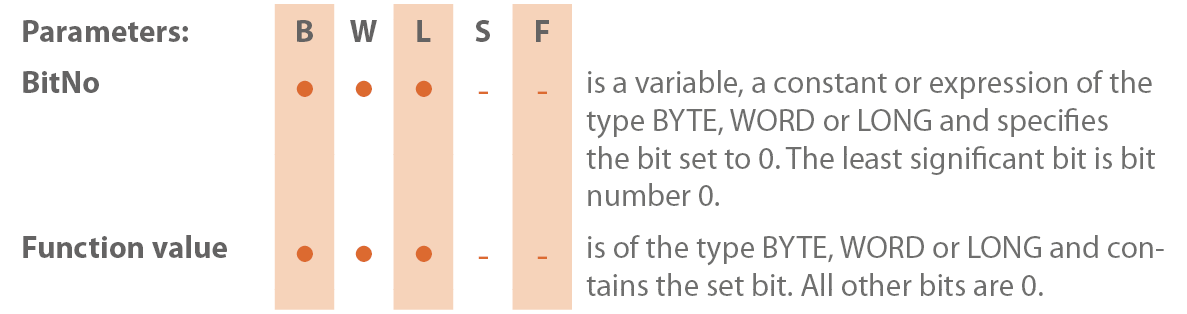 Parameters: B W L S F
BitNo ● ● ● - - is a variable, a constant or expression of the
type BYTE, WORD or LONG and specifies
the bit set to 0. The least significant bit is bit
number 0.
Function value ● ● ● - - is of the type BYTE, WORD or LONG and con-
tains the set bit. All other bits are 0.